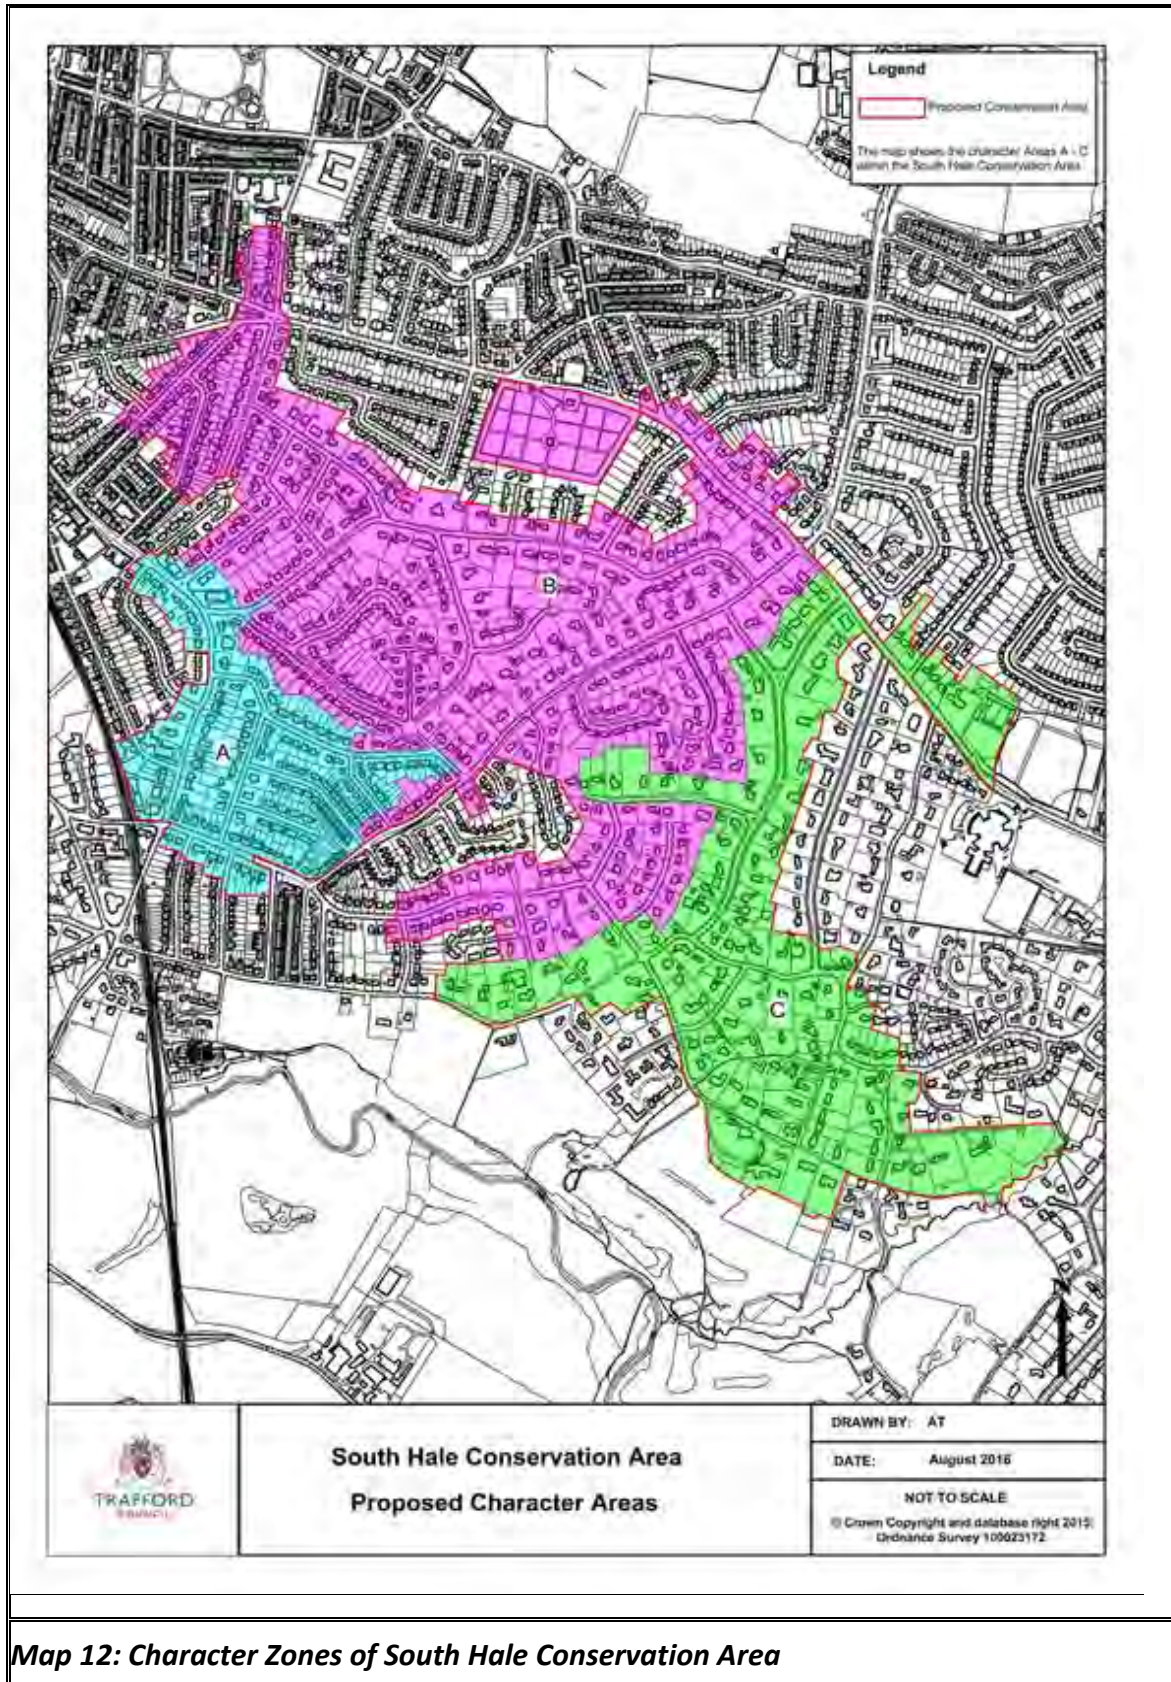 Legend
Proposed Conservation Area
The map shows the character Areas A - C
within the South Hale Conservation Area
B
A
C
N
TRAFFORD
COUNCIL
South Hale Conservation Area
Proposed Character Areas
DRAWN BY: AT
DATE: August 2016
NOT TO SCALE
© Crown Copyright and database right 2015.
Ordnance Survey 100023172
Map 12: Character Zones of South Hale Conservation Area